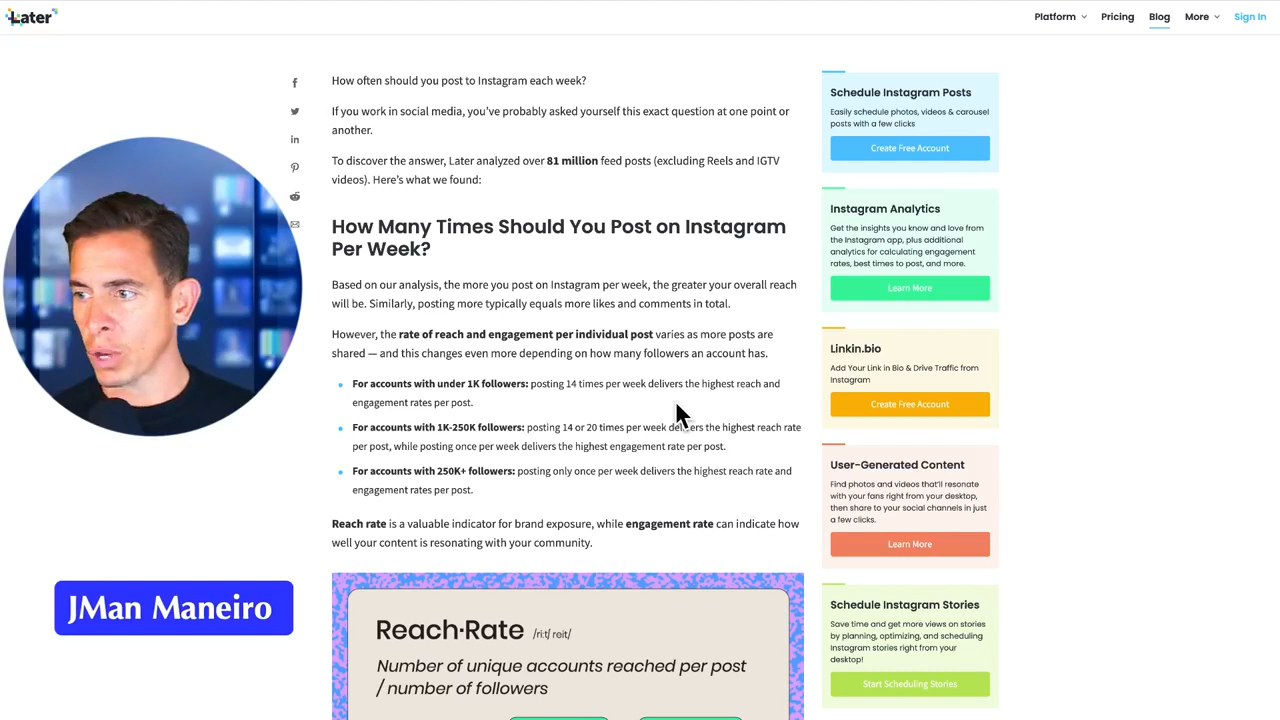 Later
Platform
Pricing
Blog
More
Sign In
How often should you post to Instagram each week?
If you work in social media, you've probably asked yourself this exact question at one point or
another.
To discover the answer, Later analyzed over 81 million feed posts (excluding Reels and IGTV
videos). Here's what we found:
How Many Times Should You Post on Instagram
Per Week?
Based on our analysis, the more you post on Instagram per week, the greater your overall reach
will be. Similarly, posting more typically equals more likes and comments in total.
However, the rate of reach and engagement per individual post varies as more posts are
shared — and this changes even more depending on how many followers an account has.
For accounts with under 1K followers: posting 14 times per week delivers the highest reach and
engagement rates per post.
For accounts with 1K-250K followers: posting 14 or 20 times per week delivers the highest reach rate
per post, while posting once per week delivers the highest engagement rate per post.
For accounts with 250K+ followers: posting only once per week delivers the highest reach rate and
engagement rates per post.
Reach rate is a valuable indicator for brand exposure, while engagement rate can indicate how
well your content is resonating with your community.
Reach·Rate /ri:tʃ reit/
Number of unique accounts reached per post
/ number of followers
Schedule Instagram Posts
Easily schedule photos, videos & carousel
posts with a few clicks
Create Free Account
Instagram Analytics
Get the insights you know and love from
the Instagram app, plus additional
analytics for calculating engagement
rates, best times to post, and more.
Learn More
Linkin.bio
Add Your Link in Bio & Drive Traffic from
Instagram
Create Free Account
User-Generated Content
Find photos and videos that'll resonate
with your fans right from your desktop,
then share to your social channels in just
a few clicks.
Learn More
Schedule Instagram Stories
Save time and get more views on stories
by planning, optimizing, and scheduling
Instagram stories right from your
desktop!
Start Scheduling Stories
JMan Maneiro